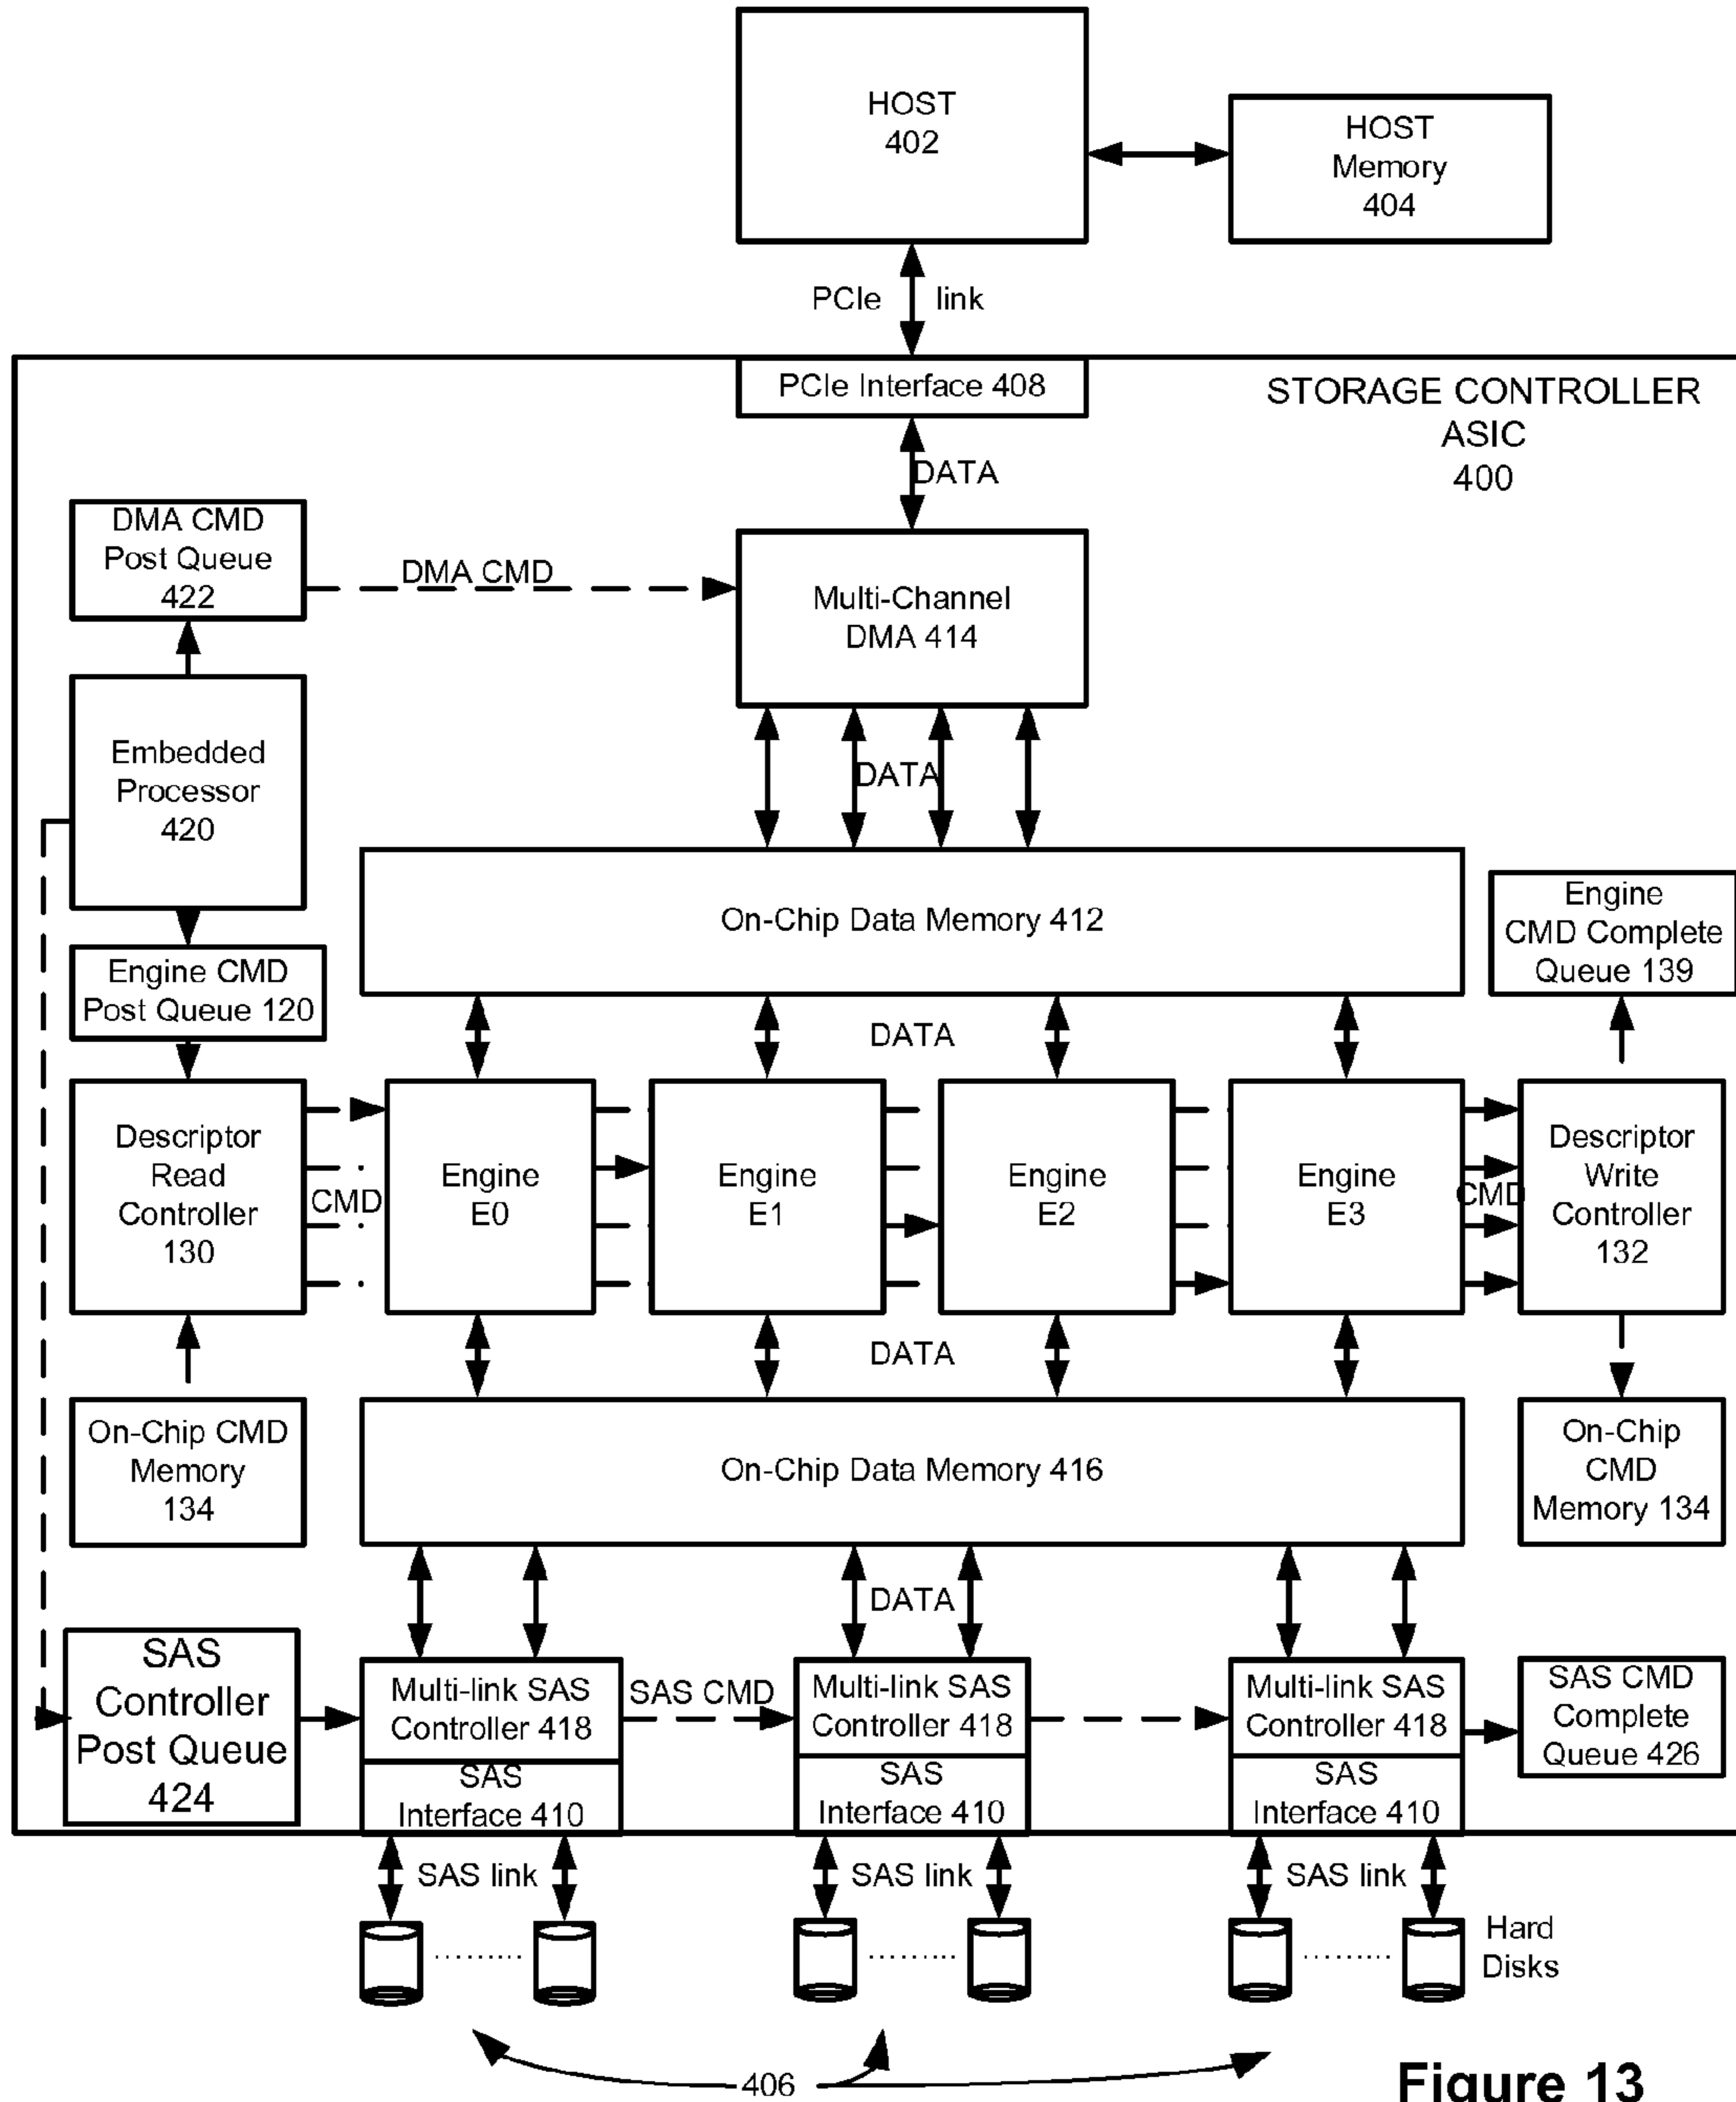 HOST
402
HOST
Memory
404
PCIe link
PCIe Interface 408
STORAGE CONTROLLER
ASIC
400
DATA
DMA CMD
Post Queue
422
DMA CMD
Multi-Channel
DMA 414
Embedded
Processor
420
DATA
On-Chip Data Memory 412
Engine
CMD Complete
Queue 139
Engine CMD
Post Queue 120
DATA
Descriptor
Read
Controller
130
CMD
Engine
E0
Engine
E1
Engine
E2
Engine
E3
CMD
Descriptor
Write
Controller
132
DATA
On-Chip CMD
Memory
134
On-Chip Data Memory 416
On-Chip
CMD
Memory 134
DATA
SAS
Controller
Post Queue
424
Multi-link SAS
Controller 418
SAS CMD
Multi-link SAS
Controller 418
Multi-link SAS
Controller 418
SAS CMD
Complete
Queue 426
SAS
Interface 410
SAS
Interface 410
SAS
Interface 410
SAS link
SAS link
SAS link
Hard
Disks
406
Figure 13